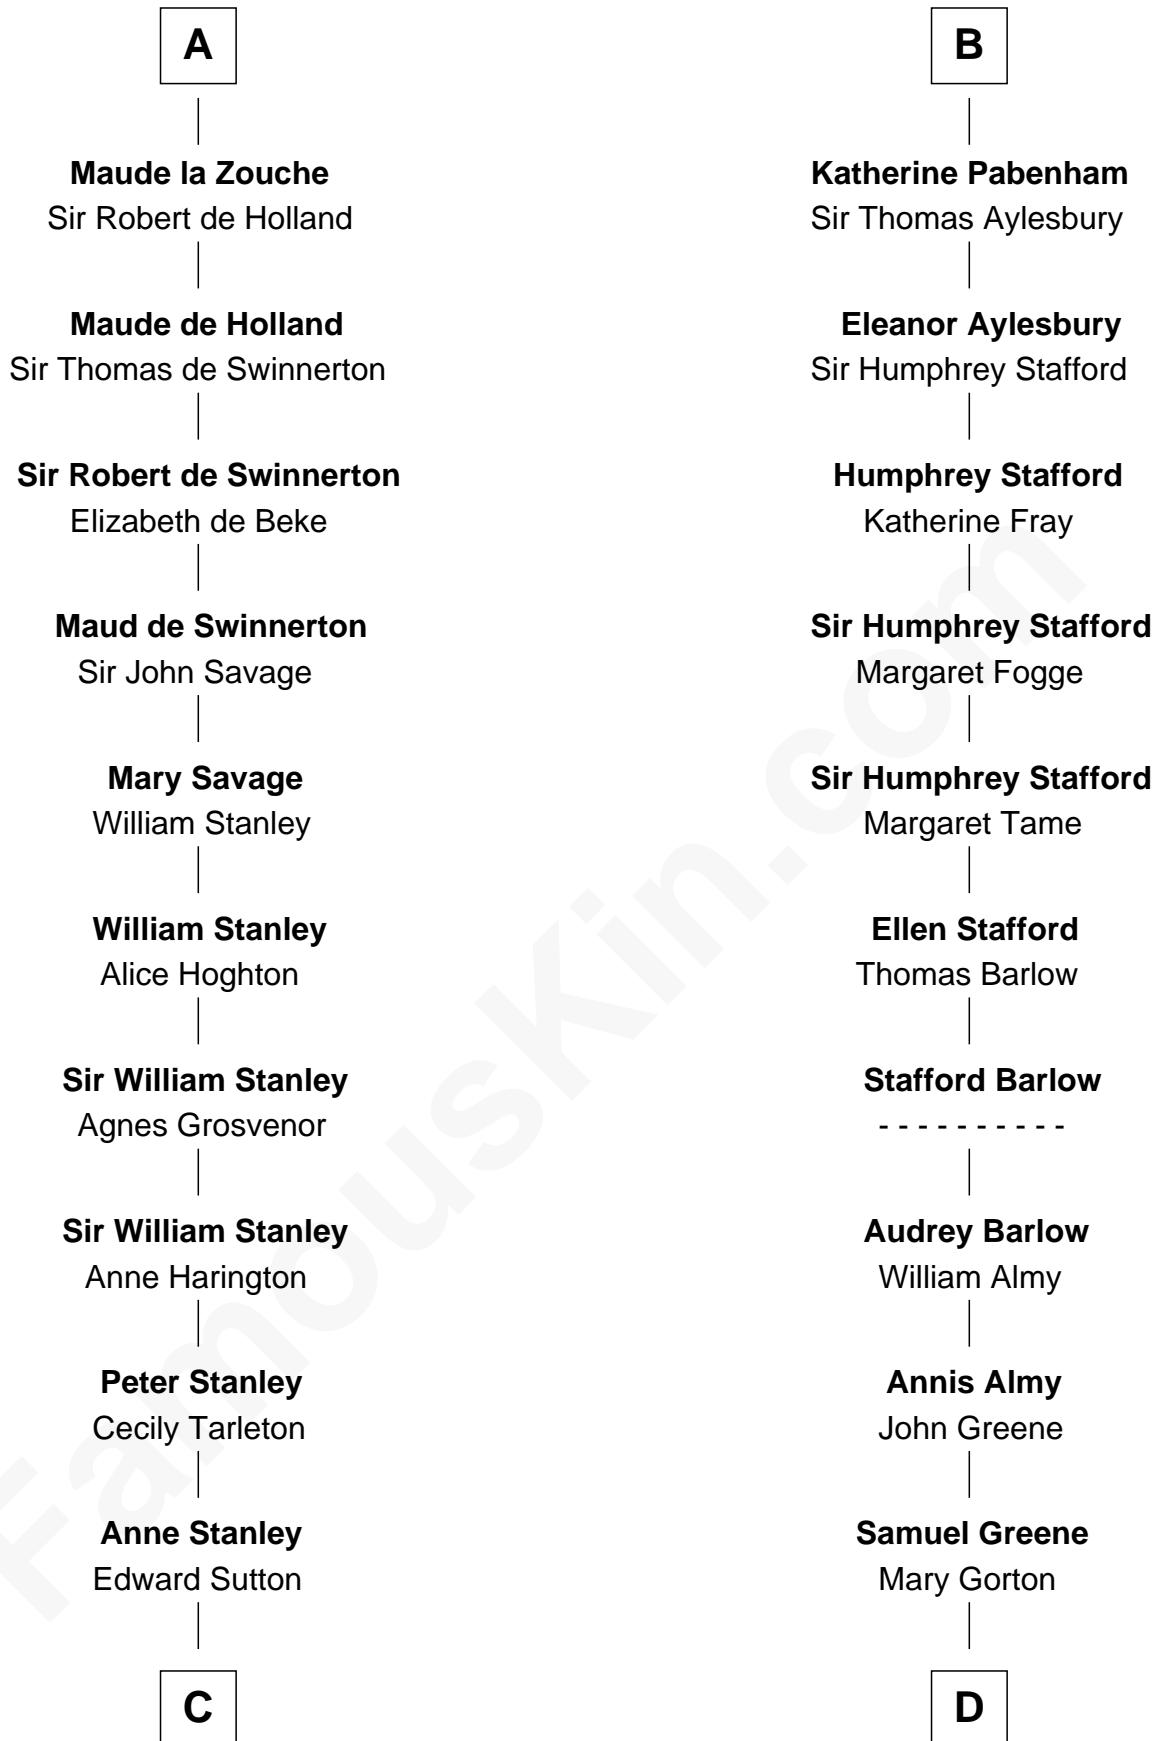 A
Maude la Zouche
Sir Robert de Holland
Maude de Holland
Sir Thomas de Swinnerton
Sir Robert de Swinnerton
Elizabeth de Beke
Maud de Swinnerton
Sir John Savage
Mary Savage
William Stanley
William Stanley
Alice Hoghton
Sir William Stanley
Agnes Grosvenor
Sir William Stanley
Anne Harington
Peter Stanley
Cecily Tarleton
Anne Stanley
Edward Sutton
C
B
Katherine Pabenham
Sir Thomas Aylesbury
Eleanor Aylesbury
Sir Humphrey Stafford
Humphrey Stafford
Katherine Fray
Sir Humphrey Stafford
Margaret Fogge
Sir Humphrey Stafford
Margaret Tame
Ellen Stafford
Thomas Barlow
Stafford Barlow
- - - - - - - - - -
Audrey Barlow
William Almy
Annis Almy
John Greene
Samuel Greene
Mary Gorton
D
FamousKin.com